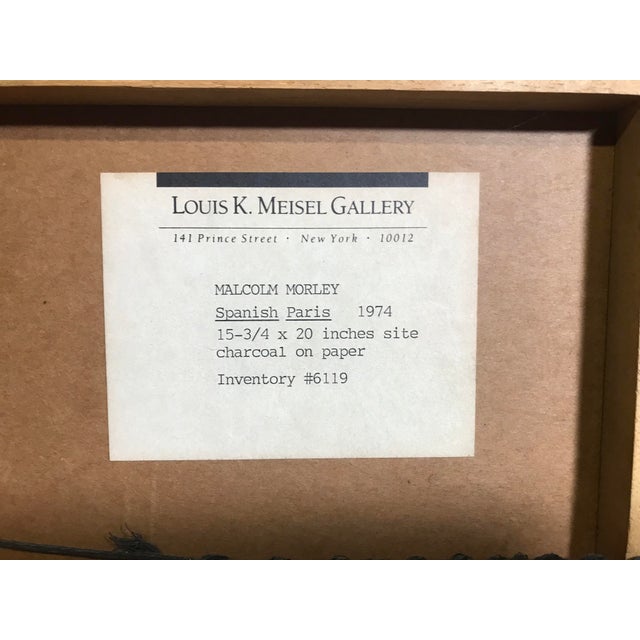 LOUIS K. MEISEL GALLERY
141 Prince Street · New York · 10012
MALCOLM MORLEY
Spanish Paris 1974
15-3/4 x 20 inches site
charcoal on paper
Inventory #6119